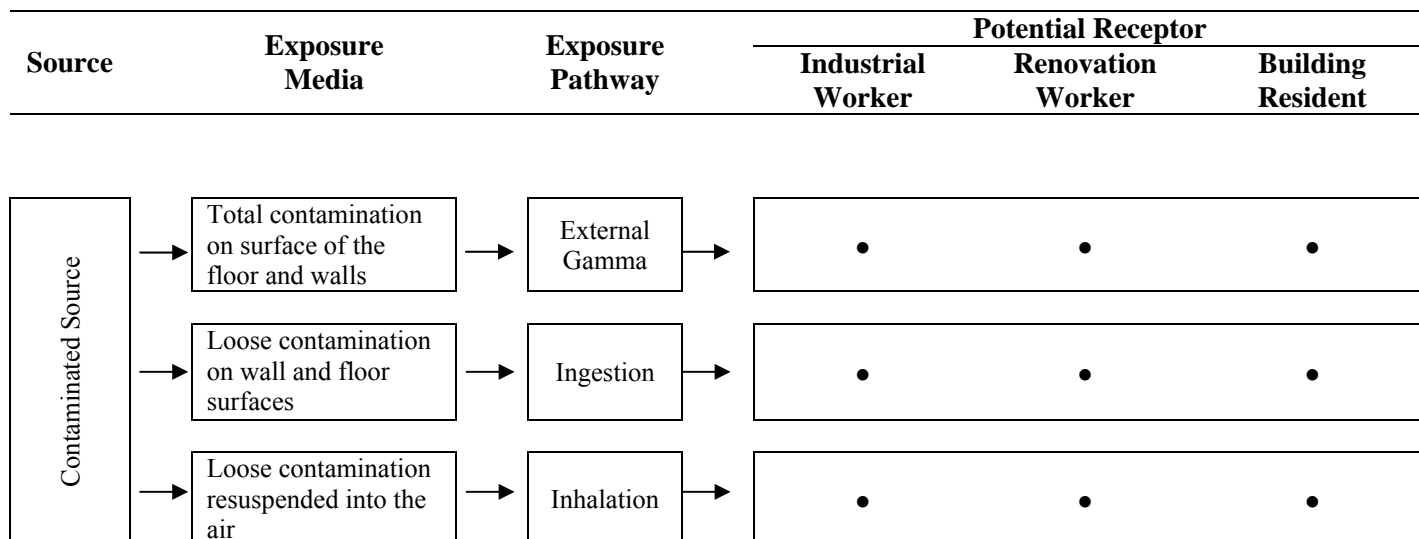 Source
Exposure
Media
Exposure
Pathway
Potential Receptor
Industrial
Worker
Renovation
Worker
Building
Resident
Contaminated Source
Total contamination
on surface of the
floor and walls
External
Gamma
• • •
Loose contamination
on wall and floor
surfaces
Ingestion
• • •
Loose contamination
resuspended into the
air
Inhalation
• • •